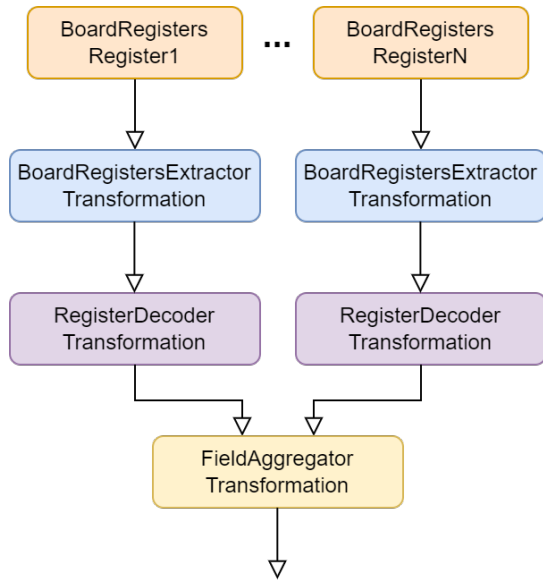 BoardRegisters
Register1
...
BoardRegisters
RegisterN
BoardRegistersExtractor
Transformation
BoardRegistersExtractor
Transformation
RegisterDecoder
Transformation
RegisterDecoder
Transformation
FieldAggregator
Transformation